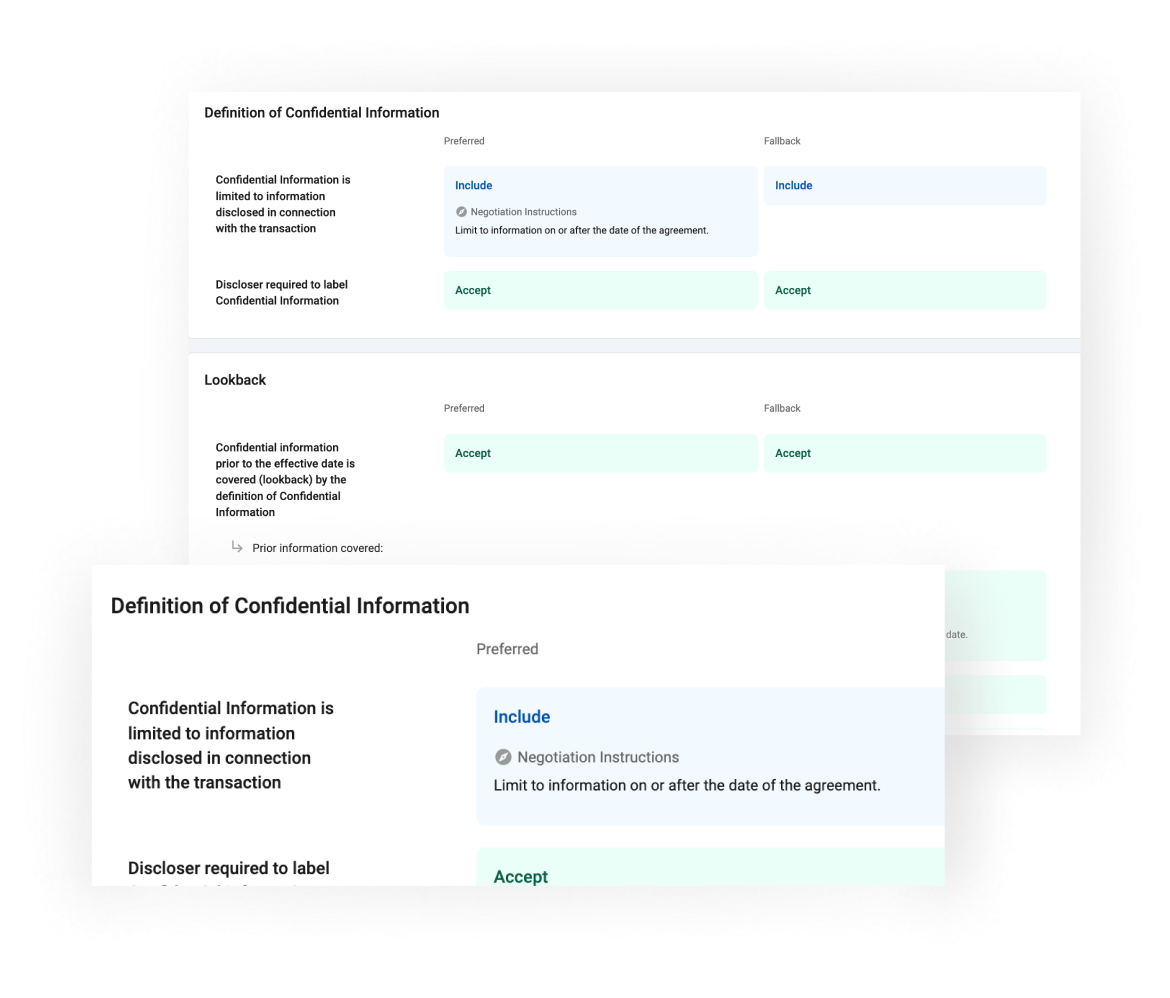 Definition of Confidential Information
Preferred
Fallback
Confidential Information is
limited to information
disclosed in connection
with the transaction
Include
Negotiation Instructions
Limit to information on or after the date of the agreement.
Include
Discloser required to label
Confidential Information
Accept
Accept
Lookback
Preferred
Fallback
Confidential information
prior to the effective date is
covered (lookback) by the
definition of Confidential
Information
Accept
Accept
Prior information covered:
date.
Definition of Confidential Information
Preferred
Confidential Information is
limited to information
disclosed in connection
with the transaction
Include
Negotiation Instructions
Limit to information on or after the date of the agreement.
Discloser required to label
Accept